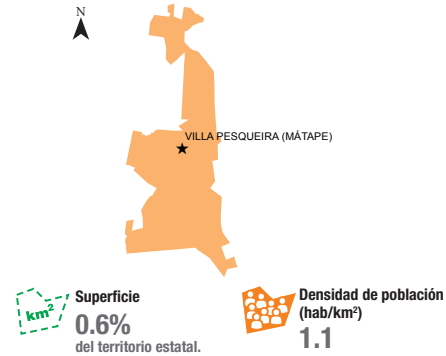 N
VILLA PESQUEIRA (MÁTAPE)
km²
Superficie
0.6%
del territorio estatal.
Densidad de población
(hab/km²)
1.1